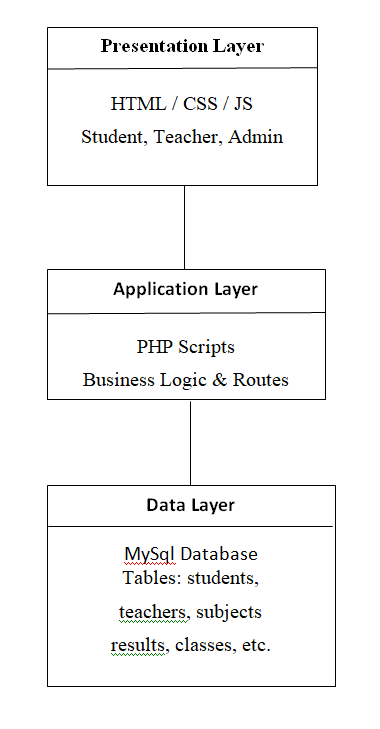 Presentation Layer
HTML / CSS / JS
Student, Teacher, Admin
Application Layer
PHP Scripts
Business Logic & Routes
Data Layer
MySql Database
Tables: students,
teachers, subjects
results, classes, etc.